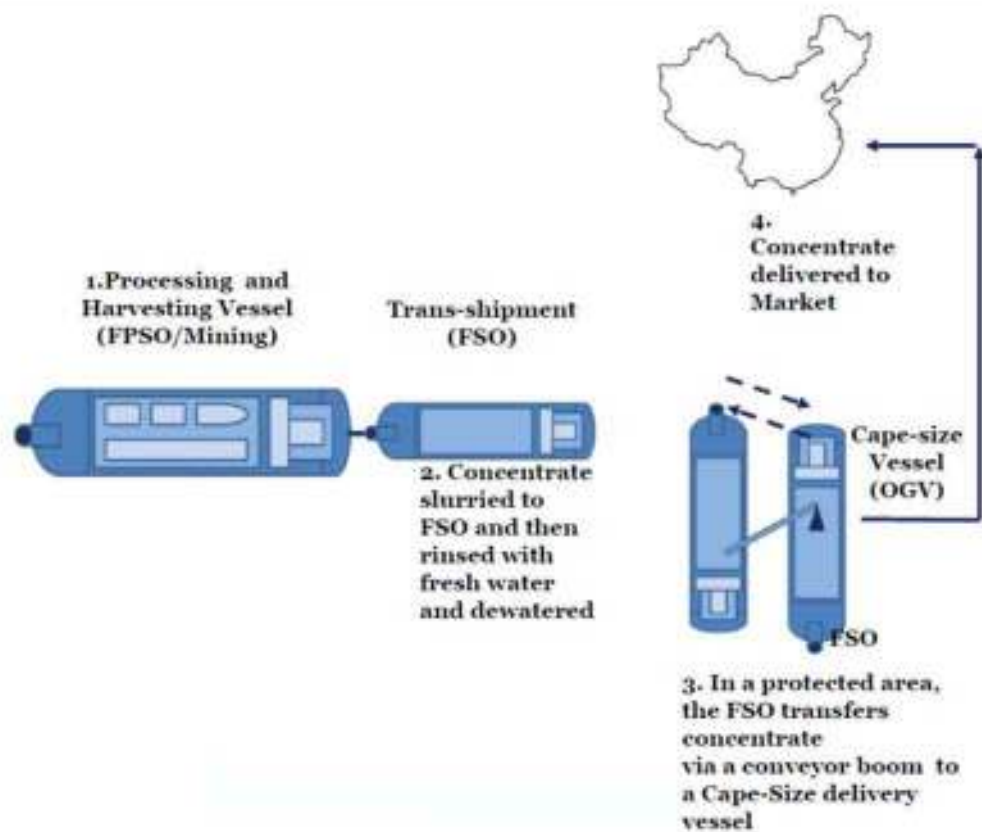 1.Processing and
Harvesting Vessel
(FPSO/Mining)
Trans-shipment
(FSO)
2. Concentrate
slurried to
FSO and then
rinsed with
fresh water
and dewatered
4.
Concentrate
delivered to
Market
Cape-size
Vessel
(OGV)
FSO
3. In a protected area,
the FSO transfers
concentrate
via a conveyor boom to
a Cape-Size delivery
vessel